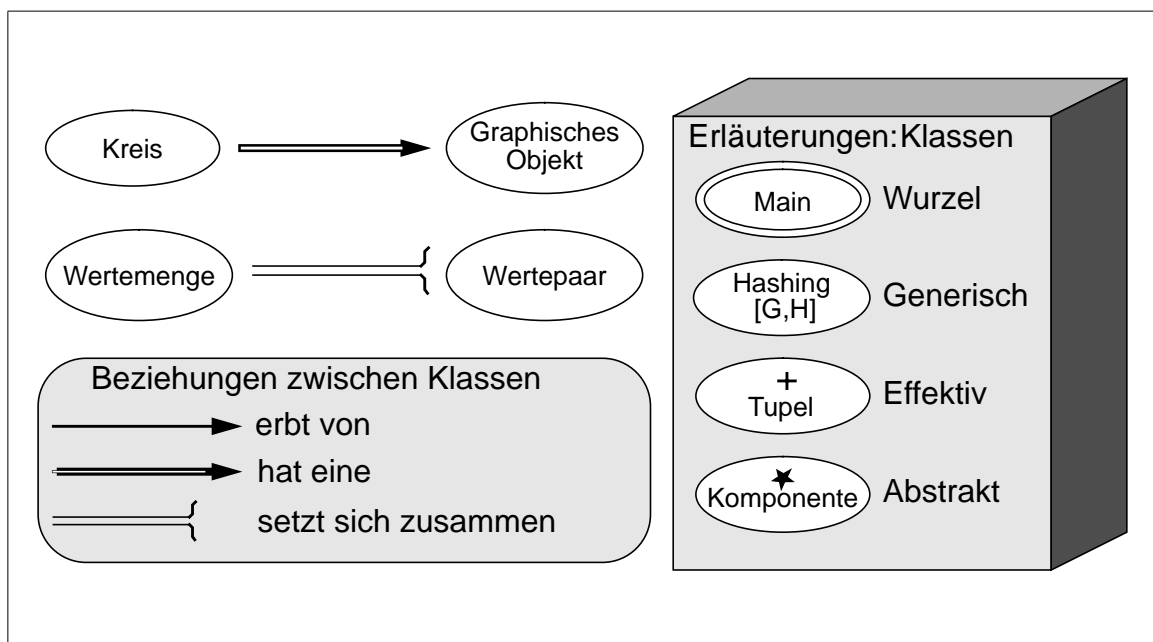 Kreis
Graphisches
Objekt
Wertemenge
Wertepaar
Beziehungen zwischen Klassen
erbt von
hat eine
setzt sich zusammen
Erläuterungen:Klassen
Main
Wurzel
Hashing
[G,H]
Generisch
+
Tupel
Effektiv
Komponente
Abstrakt